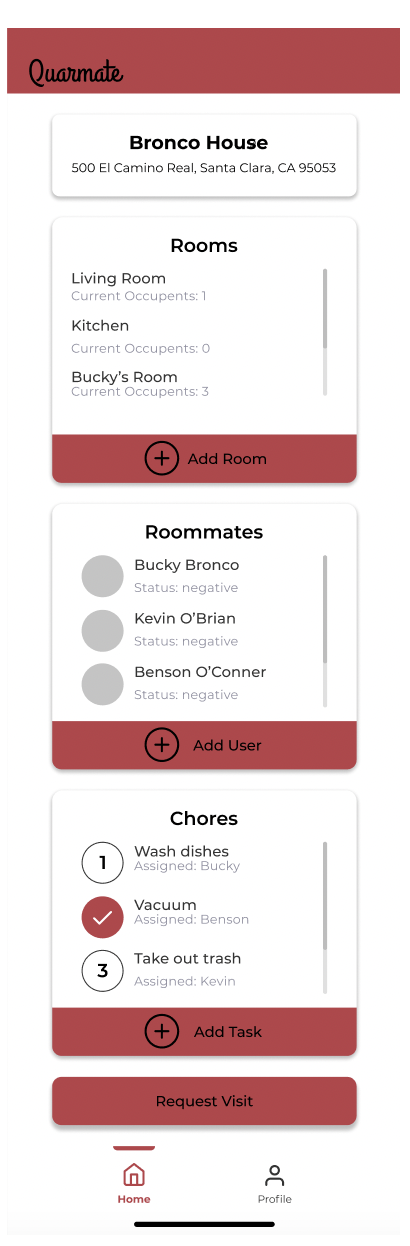 Quarmate
Bronco House
500 El Camino Real, Santa Clara, CA 95053
Rooms
Living Room
Current Occupents: 1
Kitchen
Current Occupents: 0
Bucky's Room
Current Occupents: 3
Add Room
Roommates
Bucky Bronco
Status: negative
Kevin O'Brian
Status: negative
Benson O'Conner
Status: negative
Add User
Chores
1
Wash dishes
Assigned: Bucky
Vacuum
Assigned: Benson
3
Take out trash
Assigned: Kevin
Add Task
Request Visit
Home
Profile